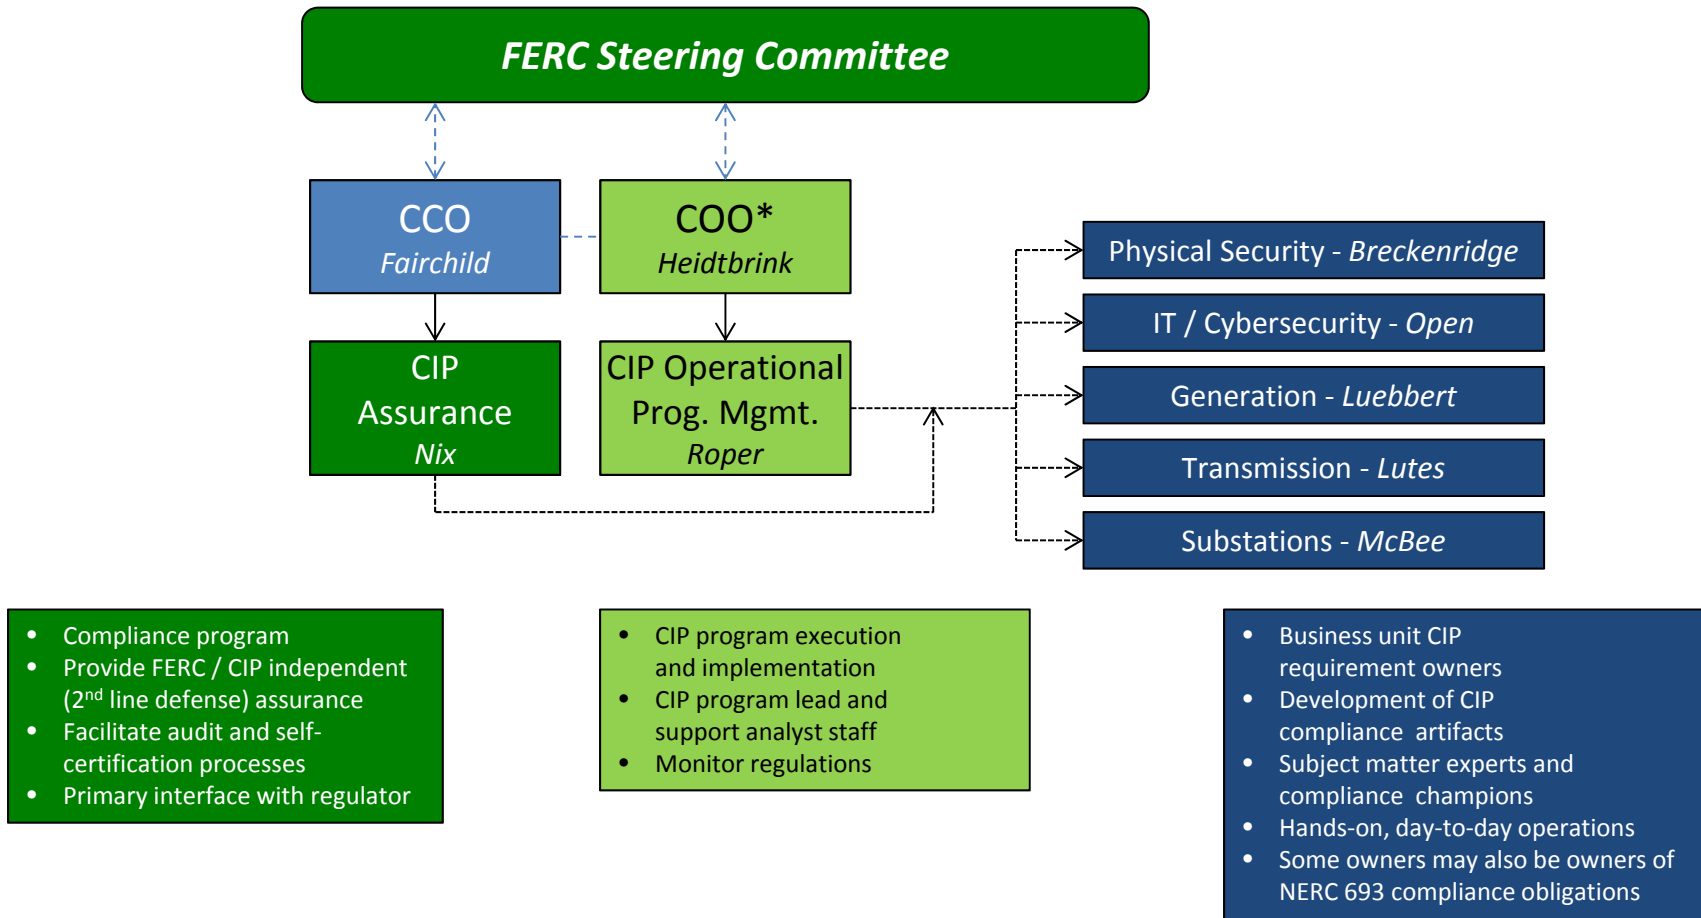 FERC Steering Committee
CCO
Fairchild
COO*
Heidtbrink
CIP
Assurance
Nix
CIP Operational
Prog. Mgmt.
Roper
Physical Security - Breckenridge
IT / Cybersecurity - Open
Generation - Luebbert
Transmission - Lutes
Substations - McBee
• Compliance program
• Provide FERC / CIP independent
(2nd line defense) assurance
• Facilitate audit and self-
certification processes
• Primary interface with regulator
• CIP program execution
and implementation
• CIP program lead and
support analyst staff
• Monitor regulations
• Business unit CIP
requirement owners
• Development of CIP
compliance artifacts
• Subject matter experts and
compliance champions
• Hands-on, day-to-day operations
• Some owners may also be owners of
NERC 693 compliance obligations